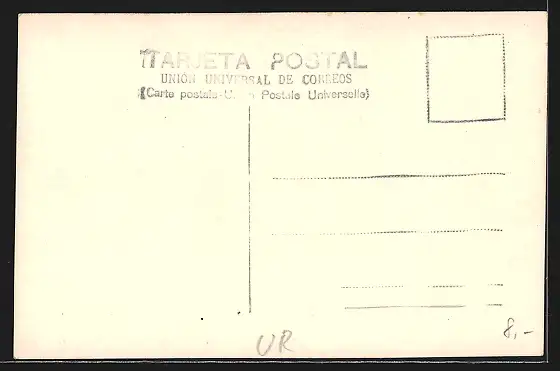 TARJETA POSTAL
UNIÓN UNIVERSAL DE CORREOS
(Carte postale-U n Postale Universelle)
UR
8,-